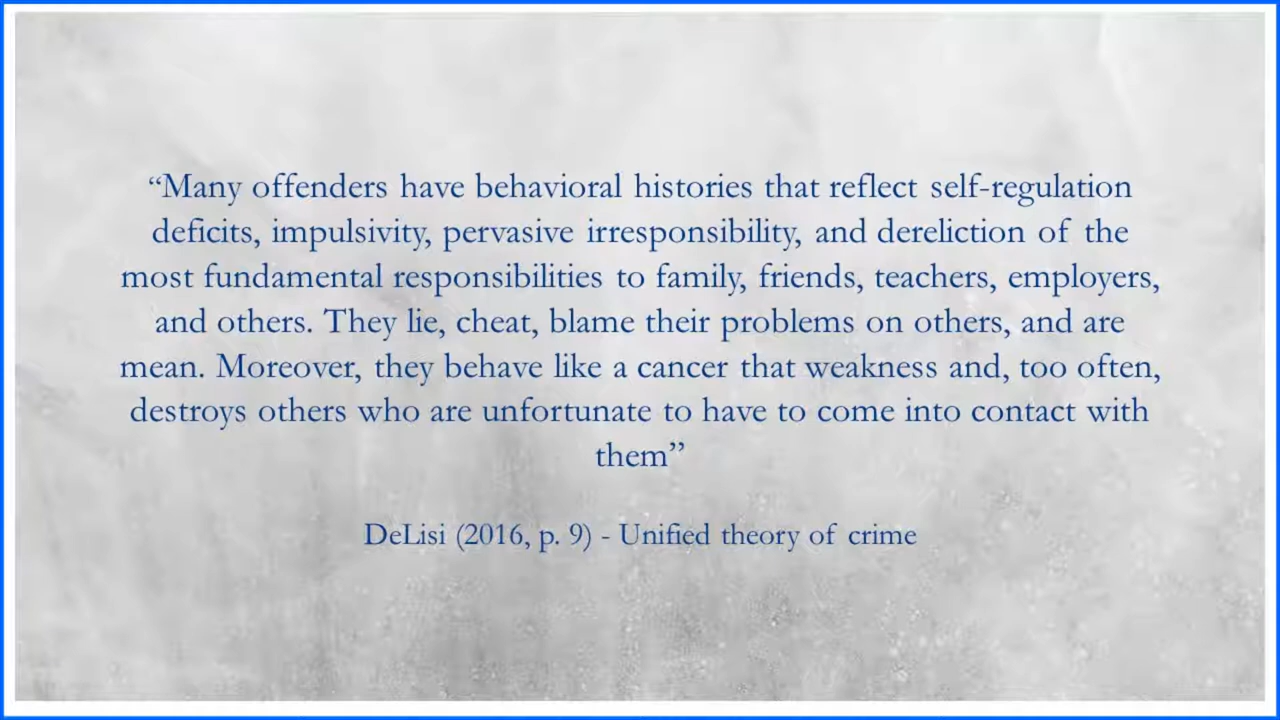 “Many offenders have behavioral histories that reflect self-regulation
deficits, impulsivity, pervasive irresponsibility, and dereliction of the
most fundamental responsibilities to family, friends, teachers, employers,
and others. They lie, cheat, blame their problems on others, and are
mean. Moreover, they behave like a cancer that weakness and, too often,
destroys others who are unfortunate to have to come into contact with
them”
DeLisi (2016, p. 9) - Unified theory of crime